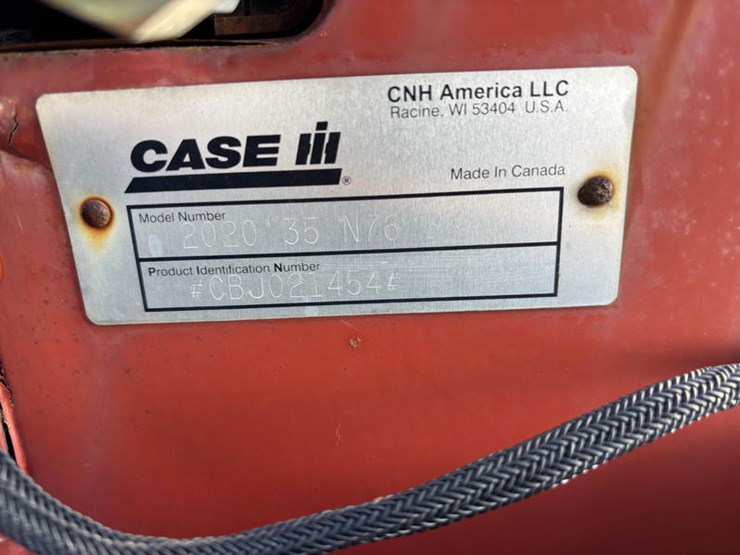 CNH America LLC
Racine, WI 53404 U.S.A.
CASE IH
®
Made In Canada
Model Number
2020 35 N76
Product Identification Number
#CBJ021454#